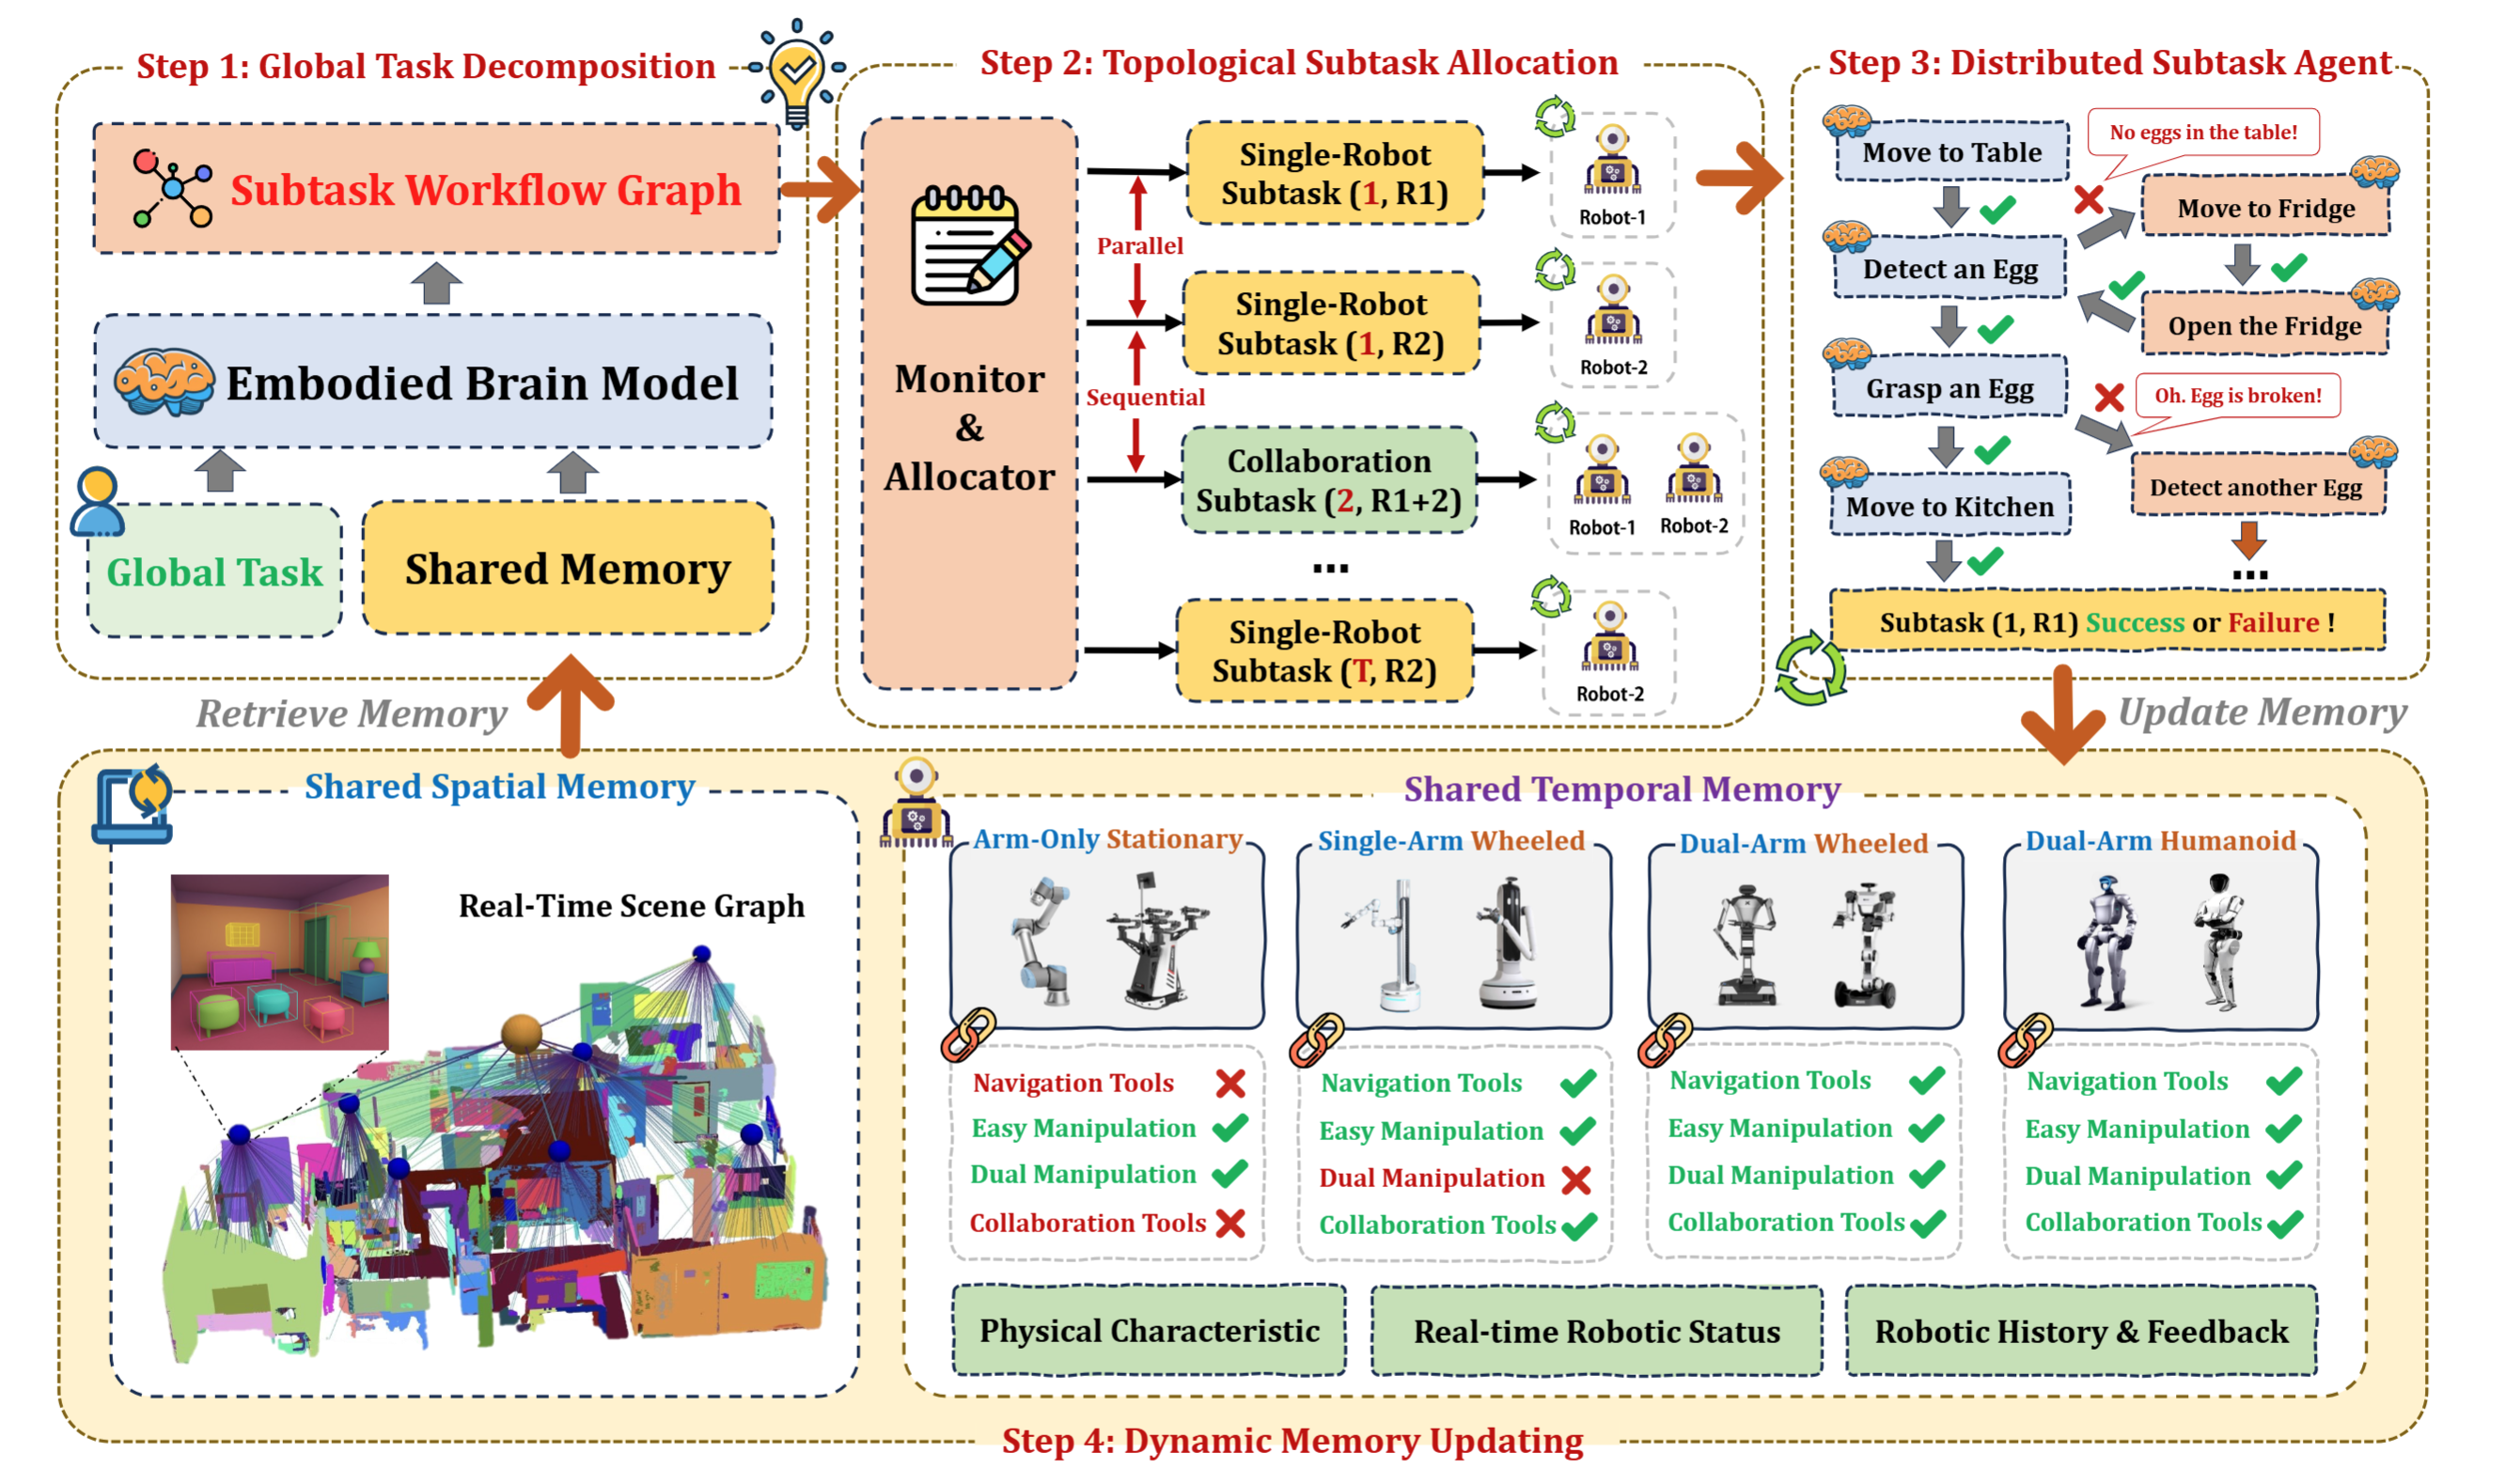 Step 1: Global Task Decomposition
Subtask Workflow Graph
Embodied Brain Model
Global Task
Shared Memory
Retrieve Memory
Step 2: Topological Subtask Allocation
Monitor
&
Allocator
Parallel
Sequential
Single-Robot
Subtask (1, R1)
Robot-1
Single-Robot
Subtask (1, R2)
Robot-2
Collaboration
Subtask (2, R1+2)
Robot-1
Robot-2
...
Single-Robot
Subtask (T, R2)
Robot-2
Step 3: Distributed Subtask Agent
Move to Table
No eggs in the table!
Move to Fridge
Detect an Egg
Open the Fridge
Grasp an Egg
Oh. Egg is broken!
Move to Kitchen
Detect another Egg
...
Subtask (1, R1) Success or Failure !
Update Memory
Shared Spatial Memory
Real-Time Scene Graph
Shared Temporal Memory
Arm-Only Stationary
Navigation Tools
Easy Manipulation
Dual Manipulation
Collaboration Tools
Single-Arm Wheeled
Navigation Tools
Easy Manipulation
Dual Manipulation
Collaboration Tools
Dual-Arm Wheeled
Navigation Tools
Easy Manipulation
Dual Manipulation
Collaboration Tools
Dual-Arm Humanoid
Navigation Tools
Easy Manipulation
Dual Manipulation
Collaboration Tools
Physical Characteristic
Real-time Robotic Status
Robotic History & Feedback
Step 4: Dynamic Memory Updating